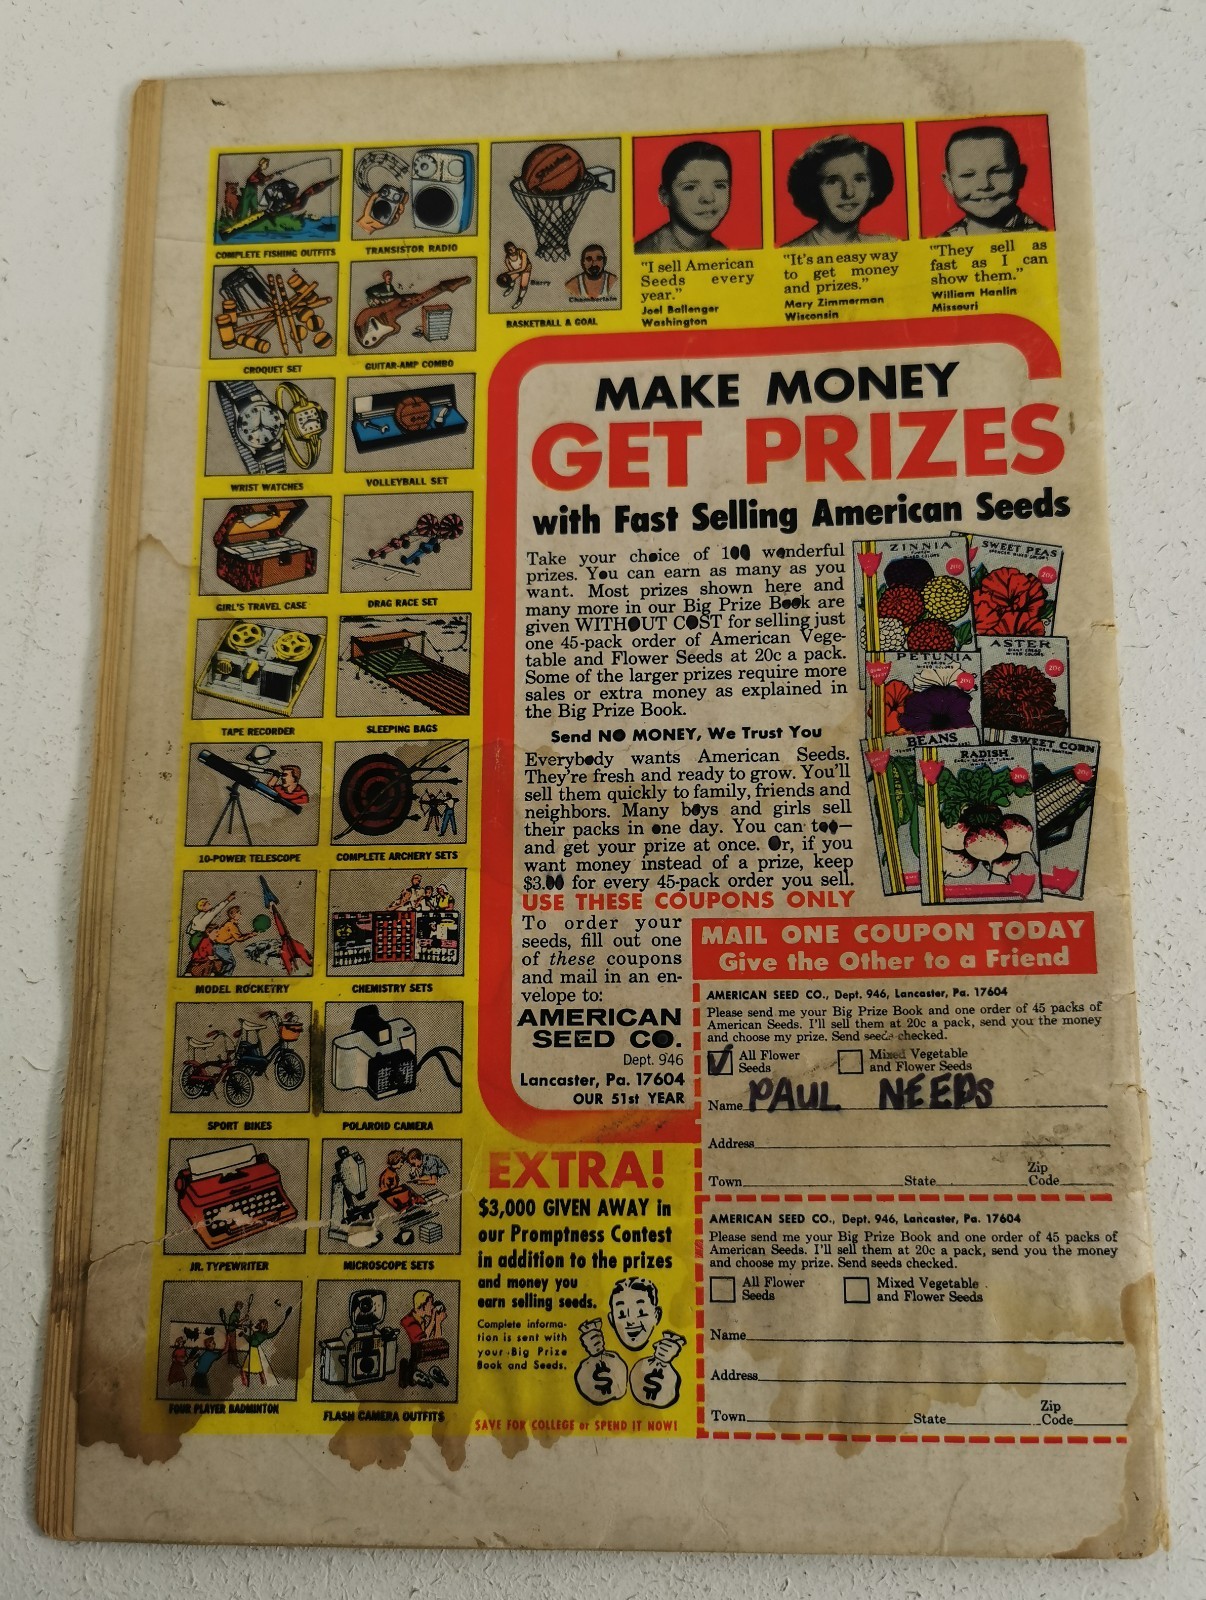 COMPLETE FISHING OUTFITS
TRANSISTOR RADIO
SPALDING
Barry
Chamberlain
BASKETBALL & GOAL
CROQUET SET
GUITAR-AMP COMBO
WRIST WATCHES
VOLLEYBALL SET
GIRL'S TRAVEL CASE
DRAG RACE SET
TAPE RECORDER
SLEEPING BAGS
10-POWER TELESCOPE
COMPLETE ARCHERY SETS
MODEL ROCKETRY
CHEMISTRY SETS
SPORT BIKES
POLAROID CAMERA
JR. TYPEWRITER
MICROSCOPE SETS
FOUR PLAYER BADMINTON
FLASH CAMERA OUTFITS
"I sell American
Seeds every
year."
Joel Ballenger
Washington
"It's an easy way
to get money
and prizes."
Mary Zimmerman
Wisconsin
"They sell as
fast as I can
show them."
William Hanlin
Missouri
MAKE MONEY
GET PRIZES
with Fast Selling American Seeds
Take your choice of 100 wonderful
prizes. You can earn as many as you
want. Most prizes shown here and
many more in our Big Prize Book are
given WITHOUT COST for selling just
one 45-pack order of American Vege-
table and Flower Seeds at 20c a pack.
Some of the larger prizes require more
sales or extra money as explained in
the Big Prize Book.
Send NO MONEY, We Trust You
Everybody wants American Seeds.
They're fresh and ready to grow. You'll
sell them quickly to family, friends and
neighbors. Many boys and girls sell
their packs in one day. You can too—
and get your prize at once. Or, if you
want money instead of a prize, keep
$3.00 for every 45-pack order you sell.
USE THESE COUPONS ONLY
ZINNIA
20c
SWEET PEAS
20c
PETUNIA
20c
ASTER
MIXED COLORS
20c
BEANS
RADISH
20c
SWEET CORN
20c
To order your
seeds, fill out one
of these coupons
and mail in an en-
velope to:
AMERICAN
SEED CO.
Dept. 946
Lancaster, Pa. 17604
OUR 51st YEAR
MAIL ONE COUPON TODAY
Give the Other to a Friend
AMERICAN SEED CO., Dept. 946, Lancaster, Pa. 17604
Please send me your Big Prize Book and one order of 45 packs of
American Seeds. I'll sell them at 20c a pack, send you the money
and choose my prize. Send seeds checked.
All Flower
Seeds
Mixed Vegetable
and Flower Seeds
Name PAUL NEEDS
Address
Town State Zip Code
AMERICAN SEED CO., Dept. 946, Lancaster, Pa. 17604
Please send me your Big Prize Book and one order of 45 packs of
American Seeds. I'll sell them at 20c a pack, send you the money
and choose my prize. Send seeds checked.
All Flower
Seeds
Mixed Vegetable
and Flower Seeds
Name
Address
Town State Zip Code
EXTRA!
$3,000 GIVEN AWAY in
our Promptness Contest
in addition to the prizes
and money you
earn selling seeds.
Complete informa-
tion is sent with
your Big Prize
Book and Seeds.
$ $
SAVE FOR COLLEGE or SPEND IT NOW!